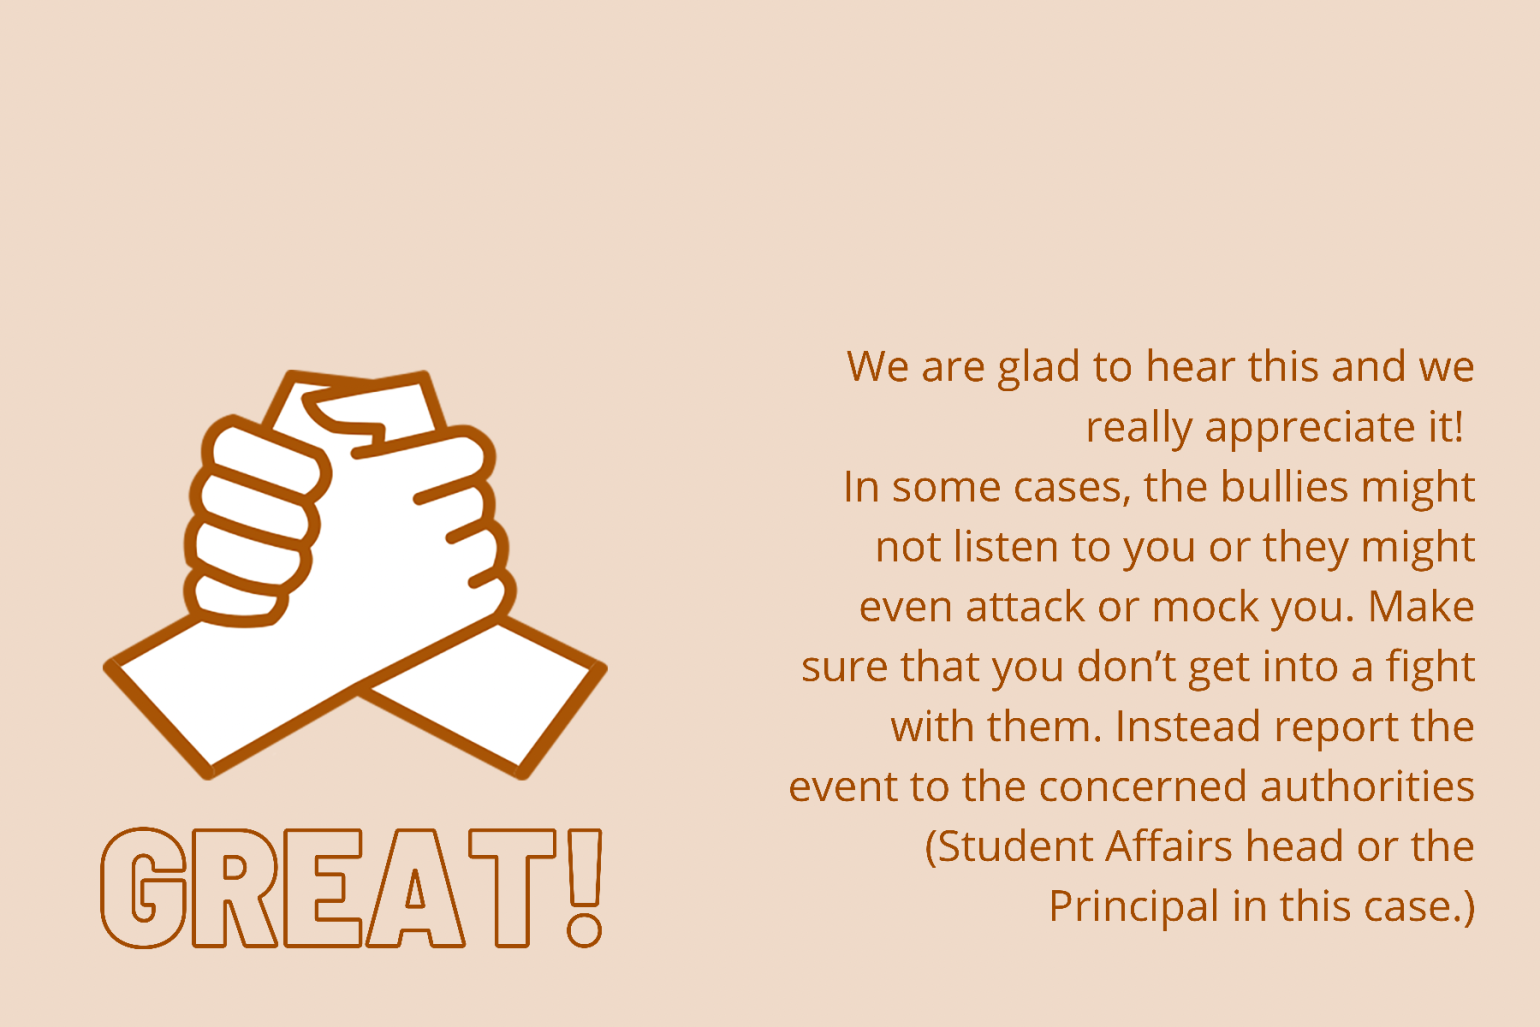 We are glad to hear this and we
really appreciate it!
In some cases, the bullies might
not listen to you or they might
even attack or mock you. Make
sure that you don’t get into a fight
with them. Instead report the
event to the concerned authorities
(Student Affairs head or the
Principal in this case.)
GREAT!